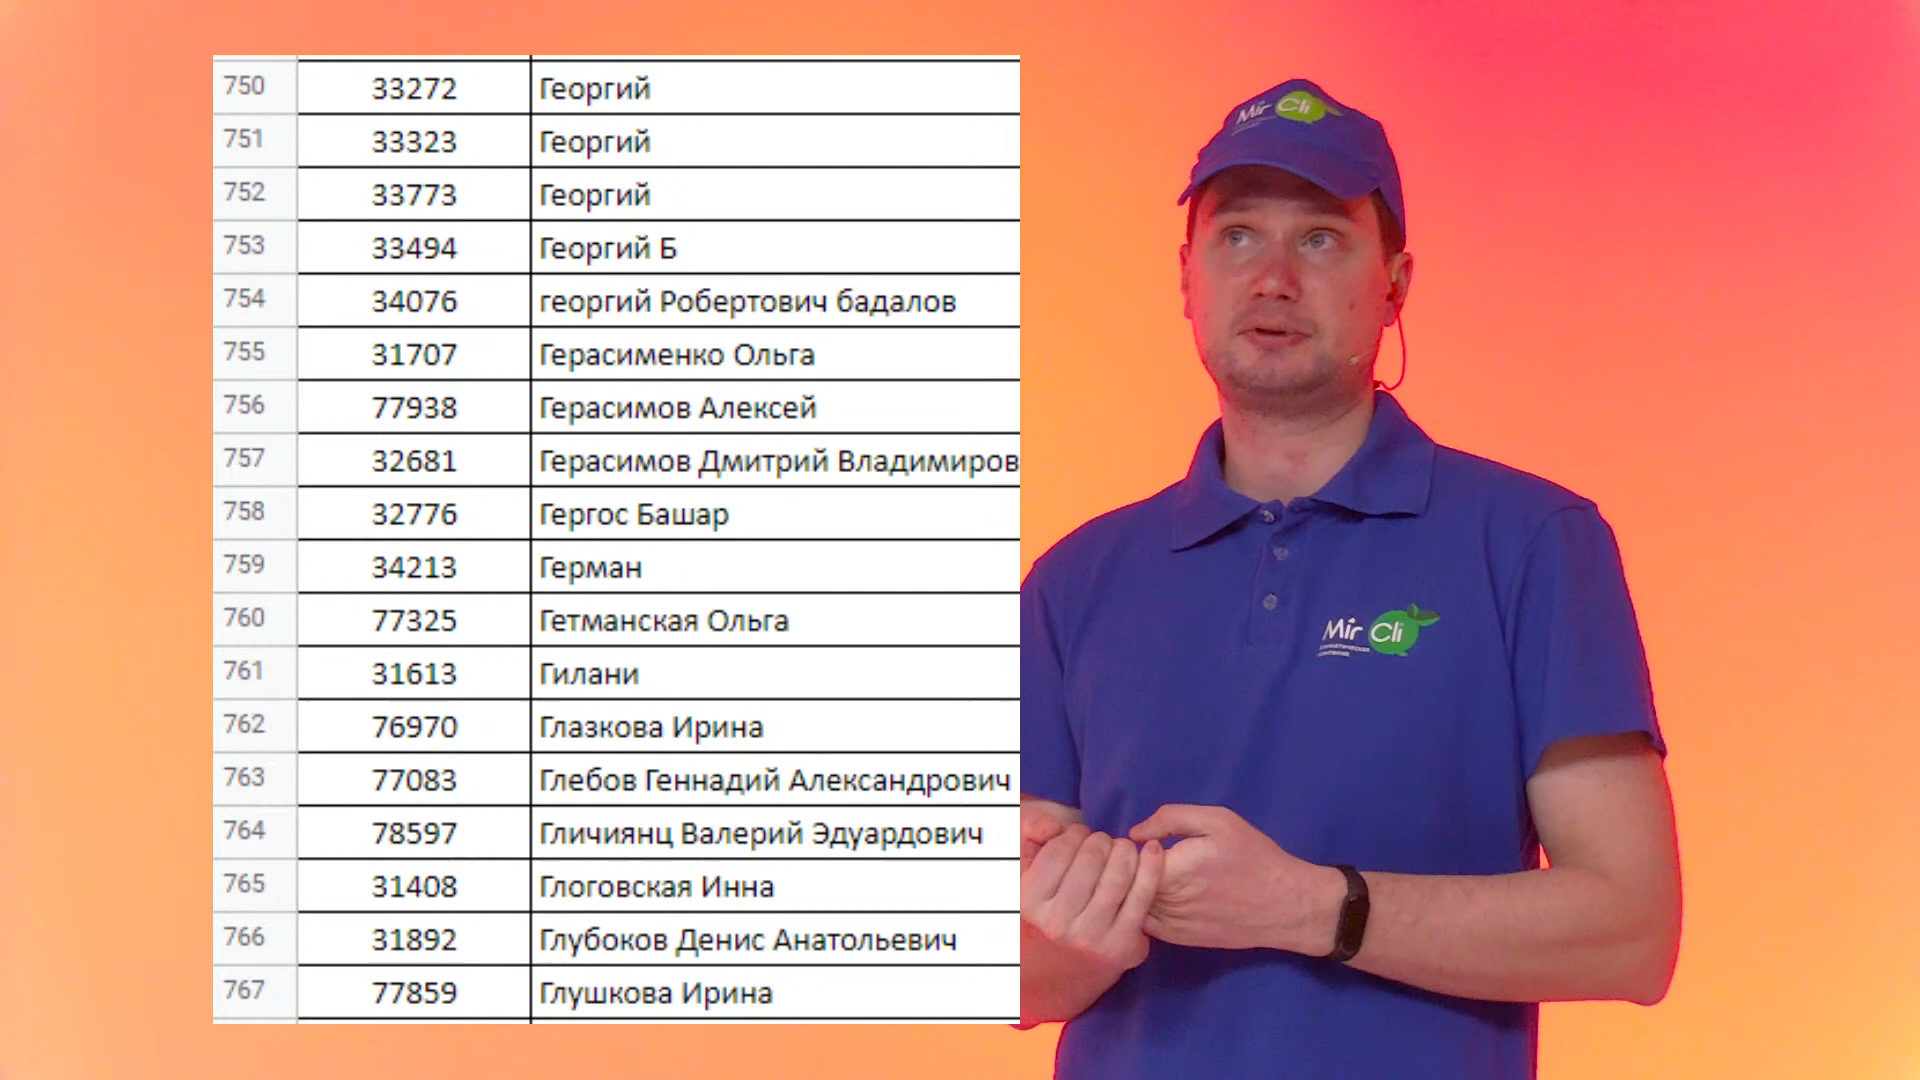 750 33272 Георгий
751 33323 Георгий
752 33773 Георгий
753 33494 Георгий Б
754 34076 георгий Робертович бадалов
755 31707 Герасименко Ольга
756 77938 Герасимов Алексей
757 32681 Герасимов Дмитрий Владимиров
758 32776 Гергос Башар
759 34213 Герман
760 77325 Гетманская Ольга
761 31613 Гилани
762 76970 Глазкова Ирина
763 77083 Глебов Геннадий Александрович
764 78597 Гличиянц Валерий Эдуардович
765 31408 Глоговская Инна
766 31892 Глубоков Денис Анатольевич
767 77859 Глушкова Ирина
Mir Cli
Mir Cli